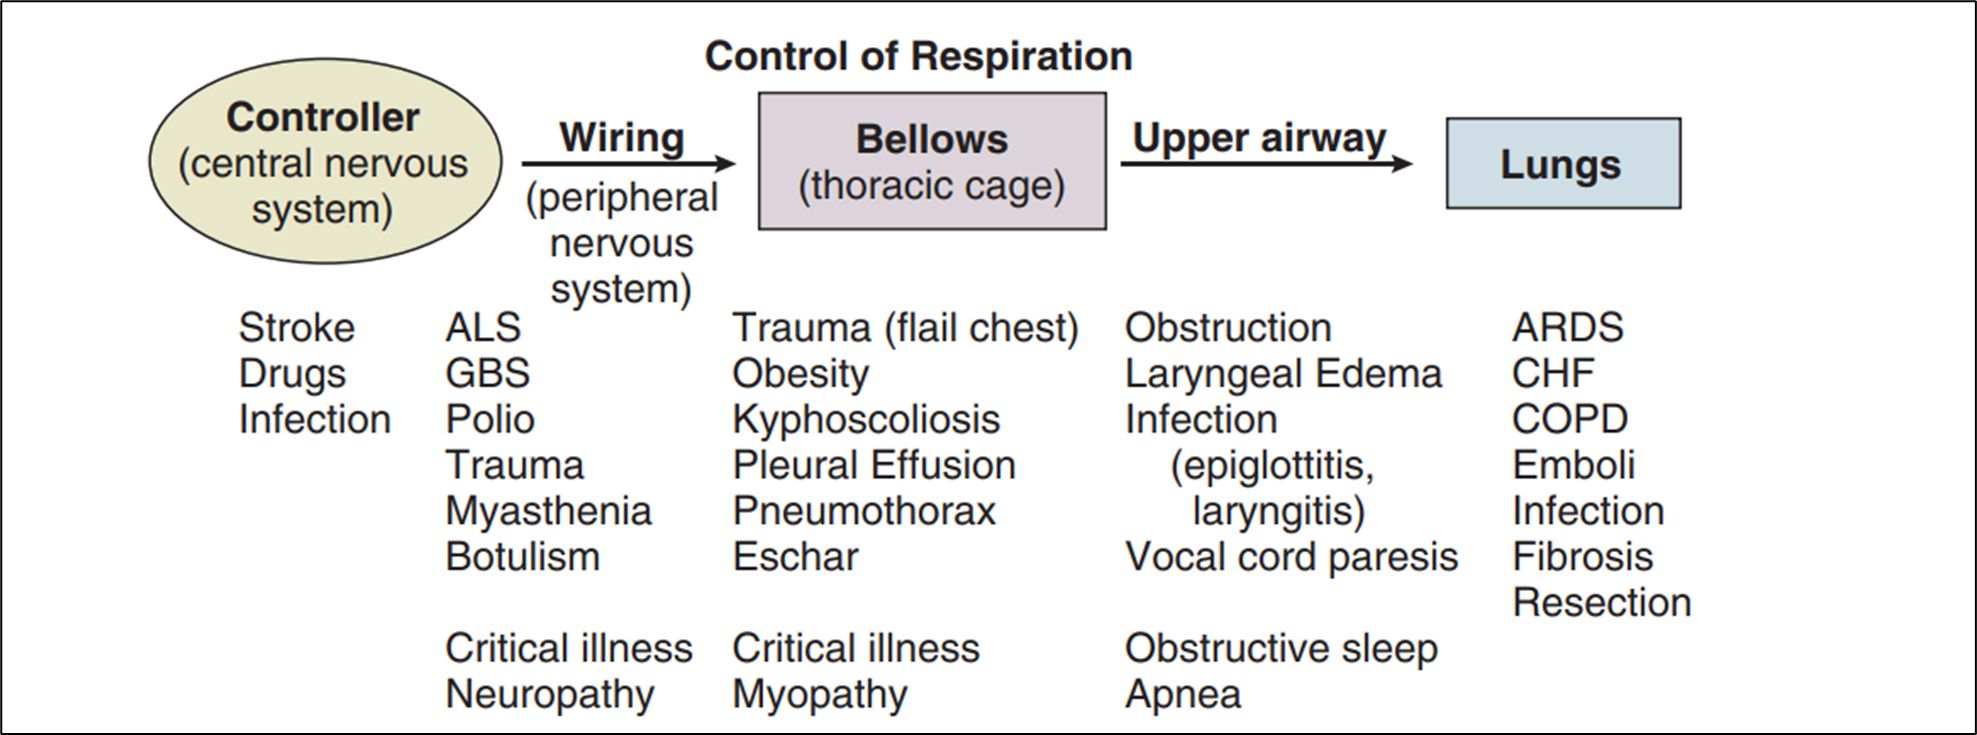 Control of Respiration
Controller
(central nervous
system)
Wiring
(peripheral
nervous
system)
Bellows
(thoracic cage)
Upper airway
Lungs
Stroke
Drugs
Infection
ALS
GBS
Polio
Trauma
Myasthenia
Botulism
Critical illness
Neuropathy
Trauma (flail chest)
Obesity
Kyphoscoliosis
Pleural Effusion
Pneumothorax
Eschar
Critical illness
Myopathy
Obstruction
Laryngeal Edema
Infection
(epiglottitis,
laryngitis)
Vocal cord paresis
Obstructive sleep
Apnea
ARDS
CHF
COPD
Emboli
Infection
Fibrosis
Resection